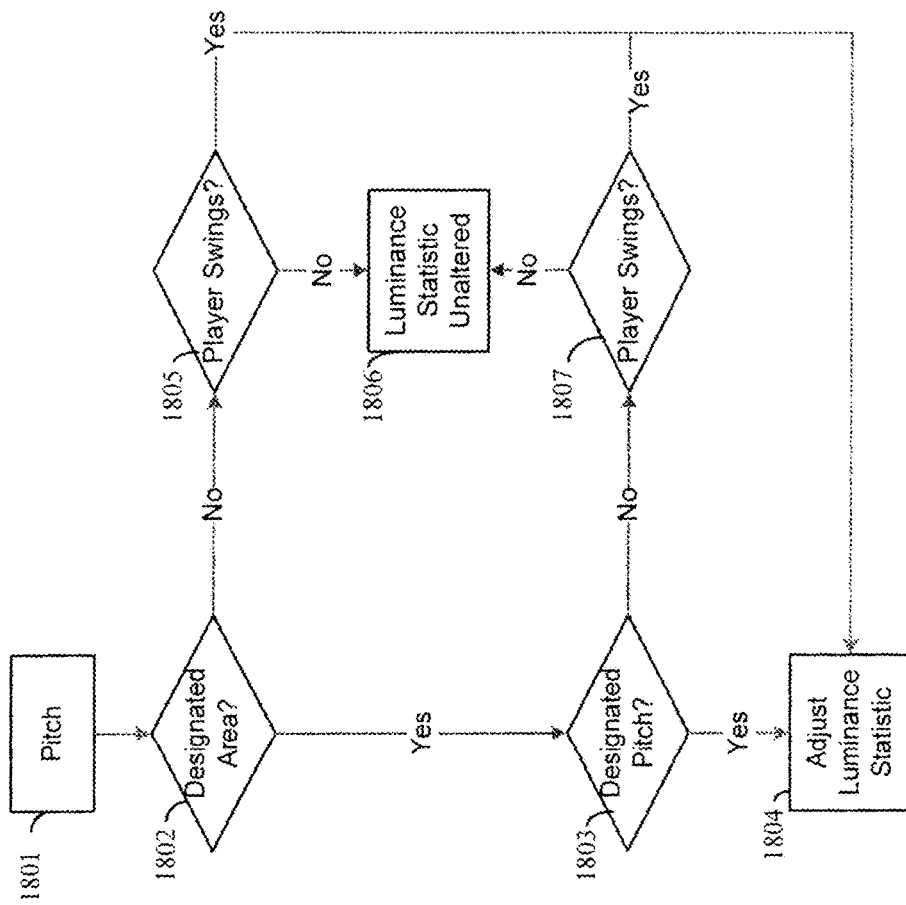 1801
Pitch
1802
Designated
Area?
No
1805
Player Swings?
Yes
No
1806
Luminance
Statistic
Unaltered
Yes
No
1803
Designated
Pitch?
No
1807
Player Swings?
Yes
Yes
1804
Adjust
Luminance
Statistic